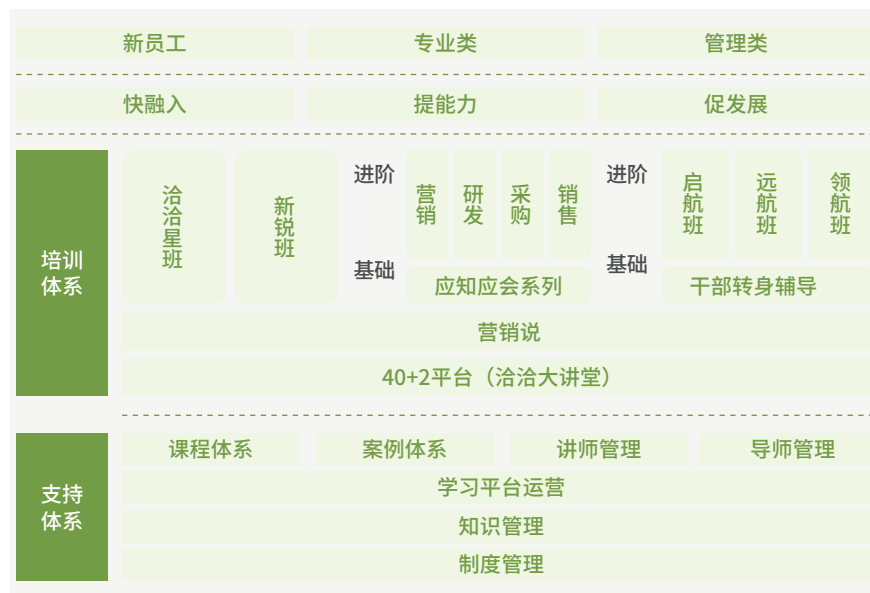 新员工
专业类
管理类
快融入
提能力
促发展
培训
体系
洽洽星班
新锐班
进阶
基础
营销
研发
采购
销售
应知应会系列
进阶
基础
启航班
远航班
领航班
干部转身辅导
营销说
40+2平台（洽洽大讲堂）
支持
体系
课程体系
案例体系
讲师管理
导师管理
学习平台运营
知识管理
制度管理